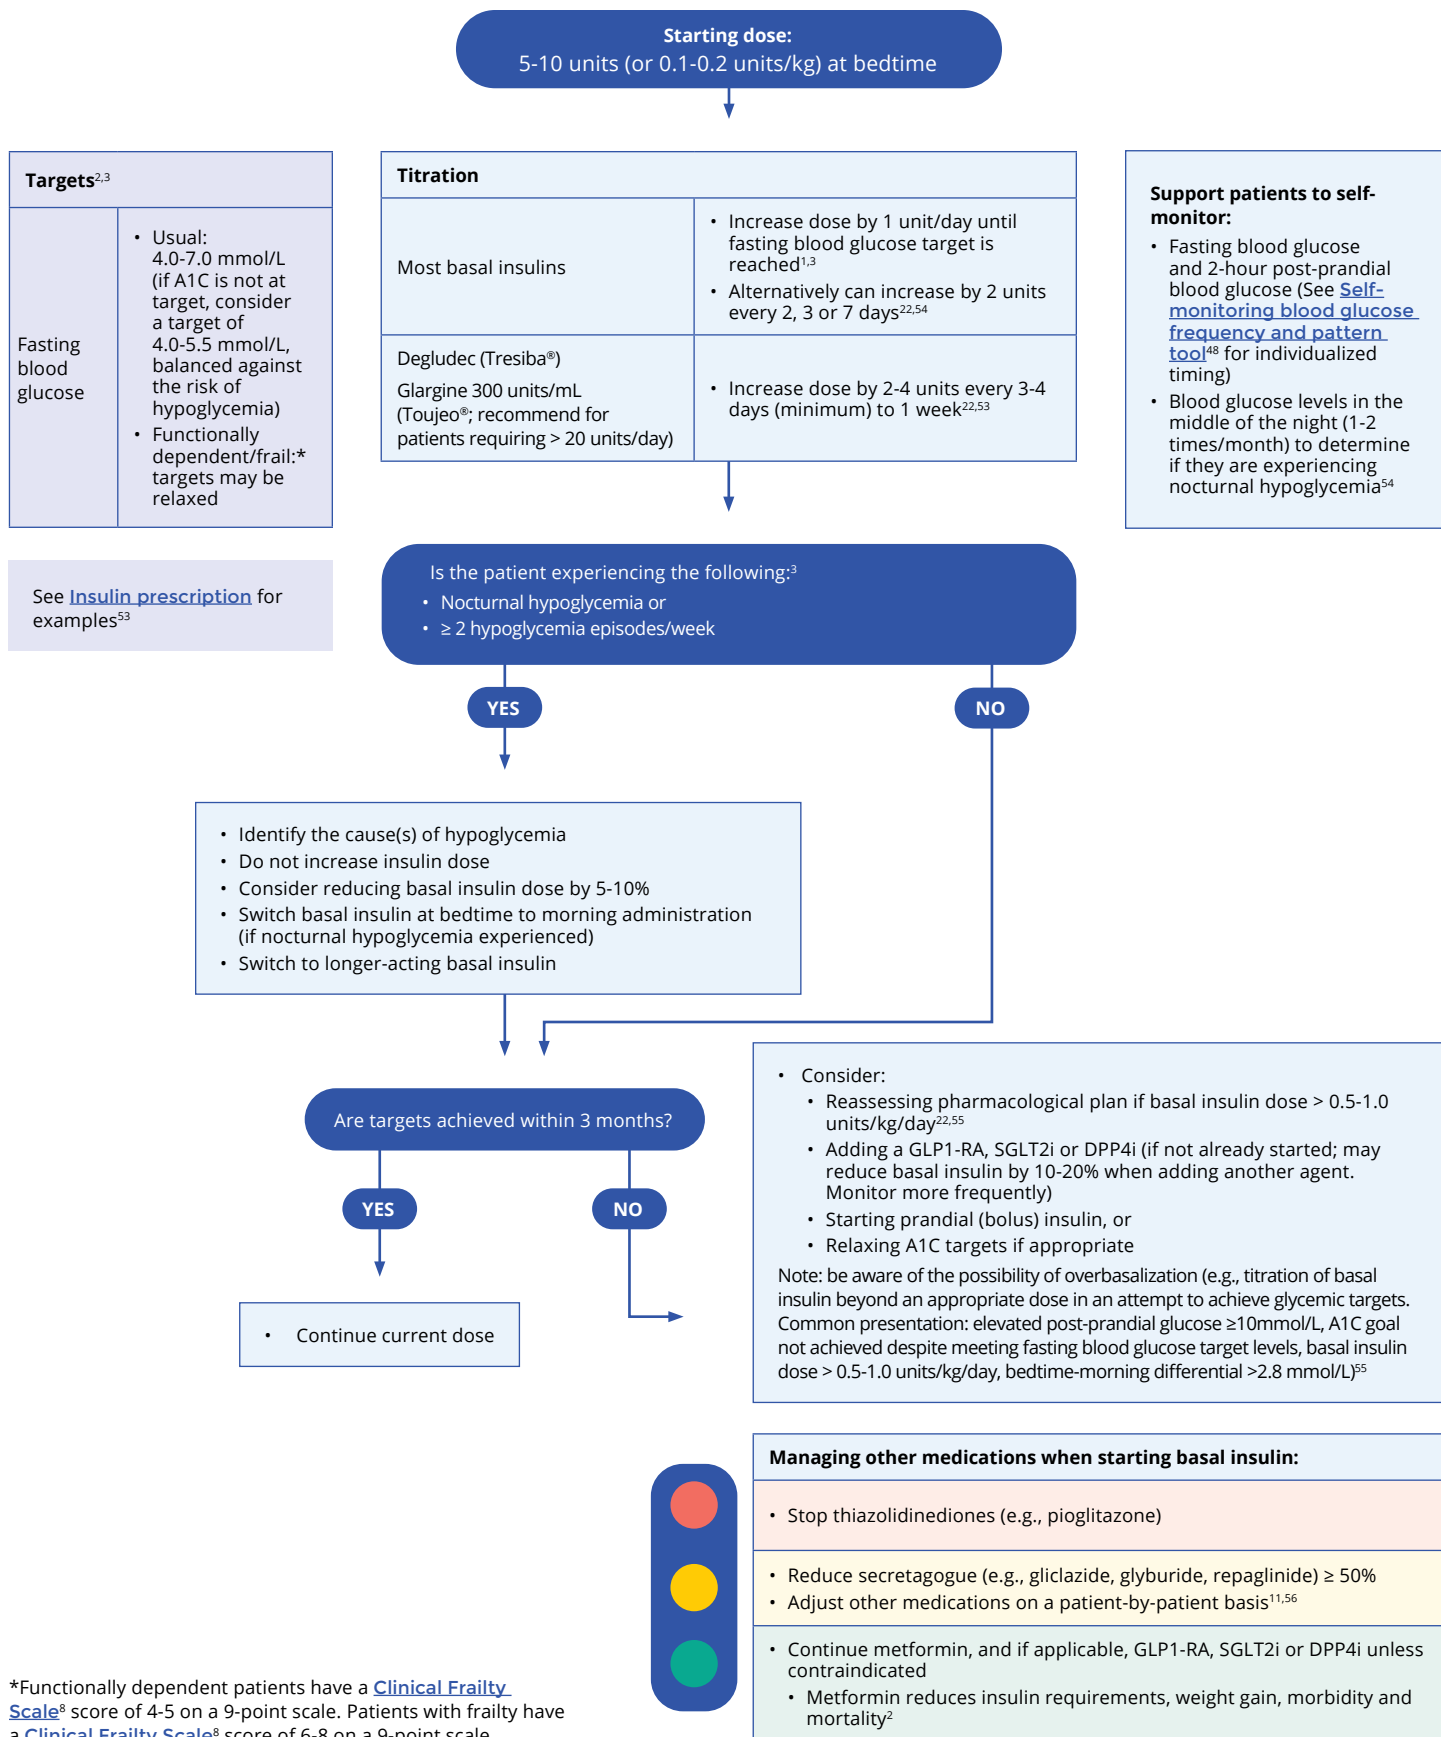 Starting dose:
5-10 units (or 0.1-0.2 units/kg) at bedtime
Targets2,3
Fasting
blood
glucose
• Usual:
4.0-7.0 mmol/L
(if A1C is not at
target, consider
a target of
4.0-5.5 mmol/L,
balanced against
the risk of
hypoglycemia)
• Functionally
dependent/frail:*
targets may be
relaxed
See Insulin prescription for
examples53
Titration
Most basal insulins
• Increase dose by 1 unit/day until
fasting blood glucose target is
reached1,3
• Alternatively can increase by 2 units
every 2, 3 or 7 days22,54
Degludec (Tresiba®)
Glargine 300 units/mL
(Toujeo®; recommend for
patients requiring > 20 units/day)
• Increase dose by 2-4 units every 3-4
days (minimum) to 1 week22,53
Support patients to self-
monitor:
• Fasting blood glucose
and 2-hour post-prandial
blood glucose (See Self-
monitoring blood glucose
frequency and pattern
tool48 for individualized
timing)
• Blood glucose levels in the
middle of the night (1-2
times/month) to determine
if they are experiencing
nocturnal hypoglycemia54
Is the patient experiencing the following:3
• Nocturnal hypoglycemia or
• ≥ 2 hypoglycemia episodes/week
YES
NO
• Identify the cause(s) of hypoglycemia
• Do not increase insulin dose
• Consider reducing basal insulin dose by 5-10%
• Switch basal insulin at bedtime to morning administration
(if nocturnal hypoglycemia experienced)
• Switch to longer-acting basal insulin
Are targets achieved within 3 months?
YES
NO
• Continue current dose
• Consider:
• Reassessing pharmacological plan if basal insulin dose > 0.5-1.0
units/kg/day22,55
• Adding a GLP1-RA, SGLT2i or DPP4i (if not already started; may
reduce basal insulin by 10-20% when adding another agent.
Monitor more frequently)
• Starting prandial (bolus) insulin, or
• Relaxing A1C targets if appropriate
Note: be aware of the possibility of overbasalization (e.g., titration of basal
insulin beyond an appropriate dose in an attempt to achieve glycemic targets.
Common presentation: elevated post-prandial glucose ≥10mmol/L, A1C goal
not achieved despite meeting fasting blood glucose target levels, basal insulin
dose > 0.5-1.0 units/kg/day, bedtime-morning differential >2.8 mmol/L)55
Managing other medications when starting basal insulin:
• Stop thiazolidinediones (e.g., pioglitazone)
• Reduce secretagogue (e.g., gliclazide, glyburide, repaglinide) ≥ 50%
• Adjust other medications on a patient-by-patient basis11,56
• Continue metformin, and if applicable, GLP1-RA, SGLT2i or DPP4i unless
contraindicated
• Metformin reduces insulin requirements, weight gain, morbidity and
mortality2
*Functionally dependent patients have a Clinical Frailty
Scale8 score of 4-5 on a 9-point scale. Patients with frailty have
a Clinical Frailty Scale8 score of 6-8 on a 9-point scale.